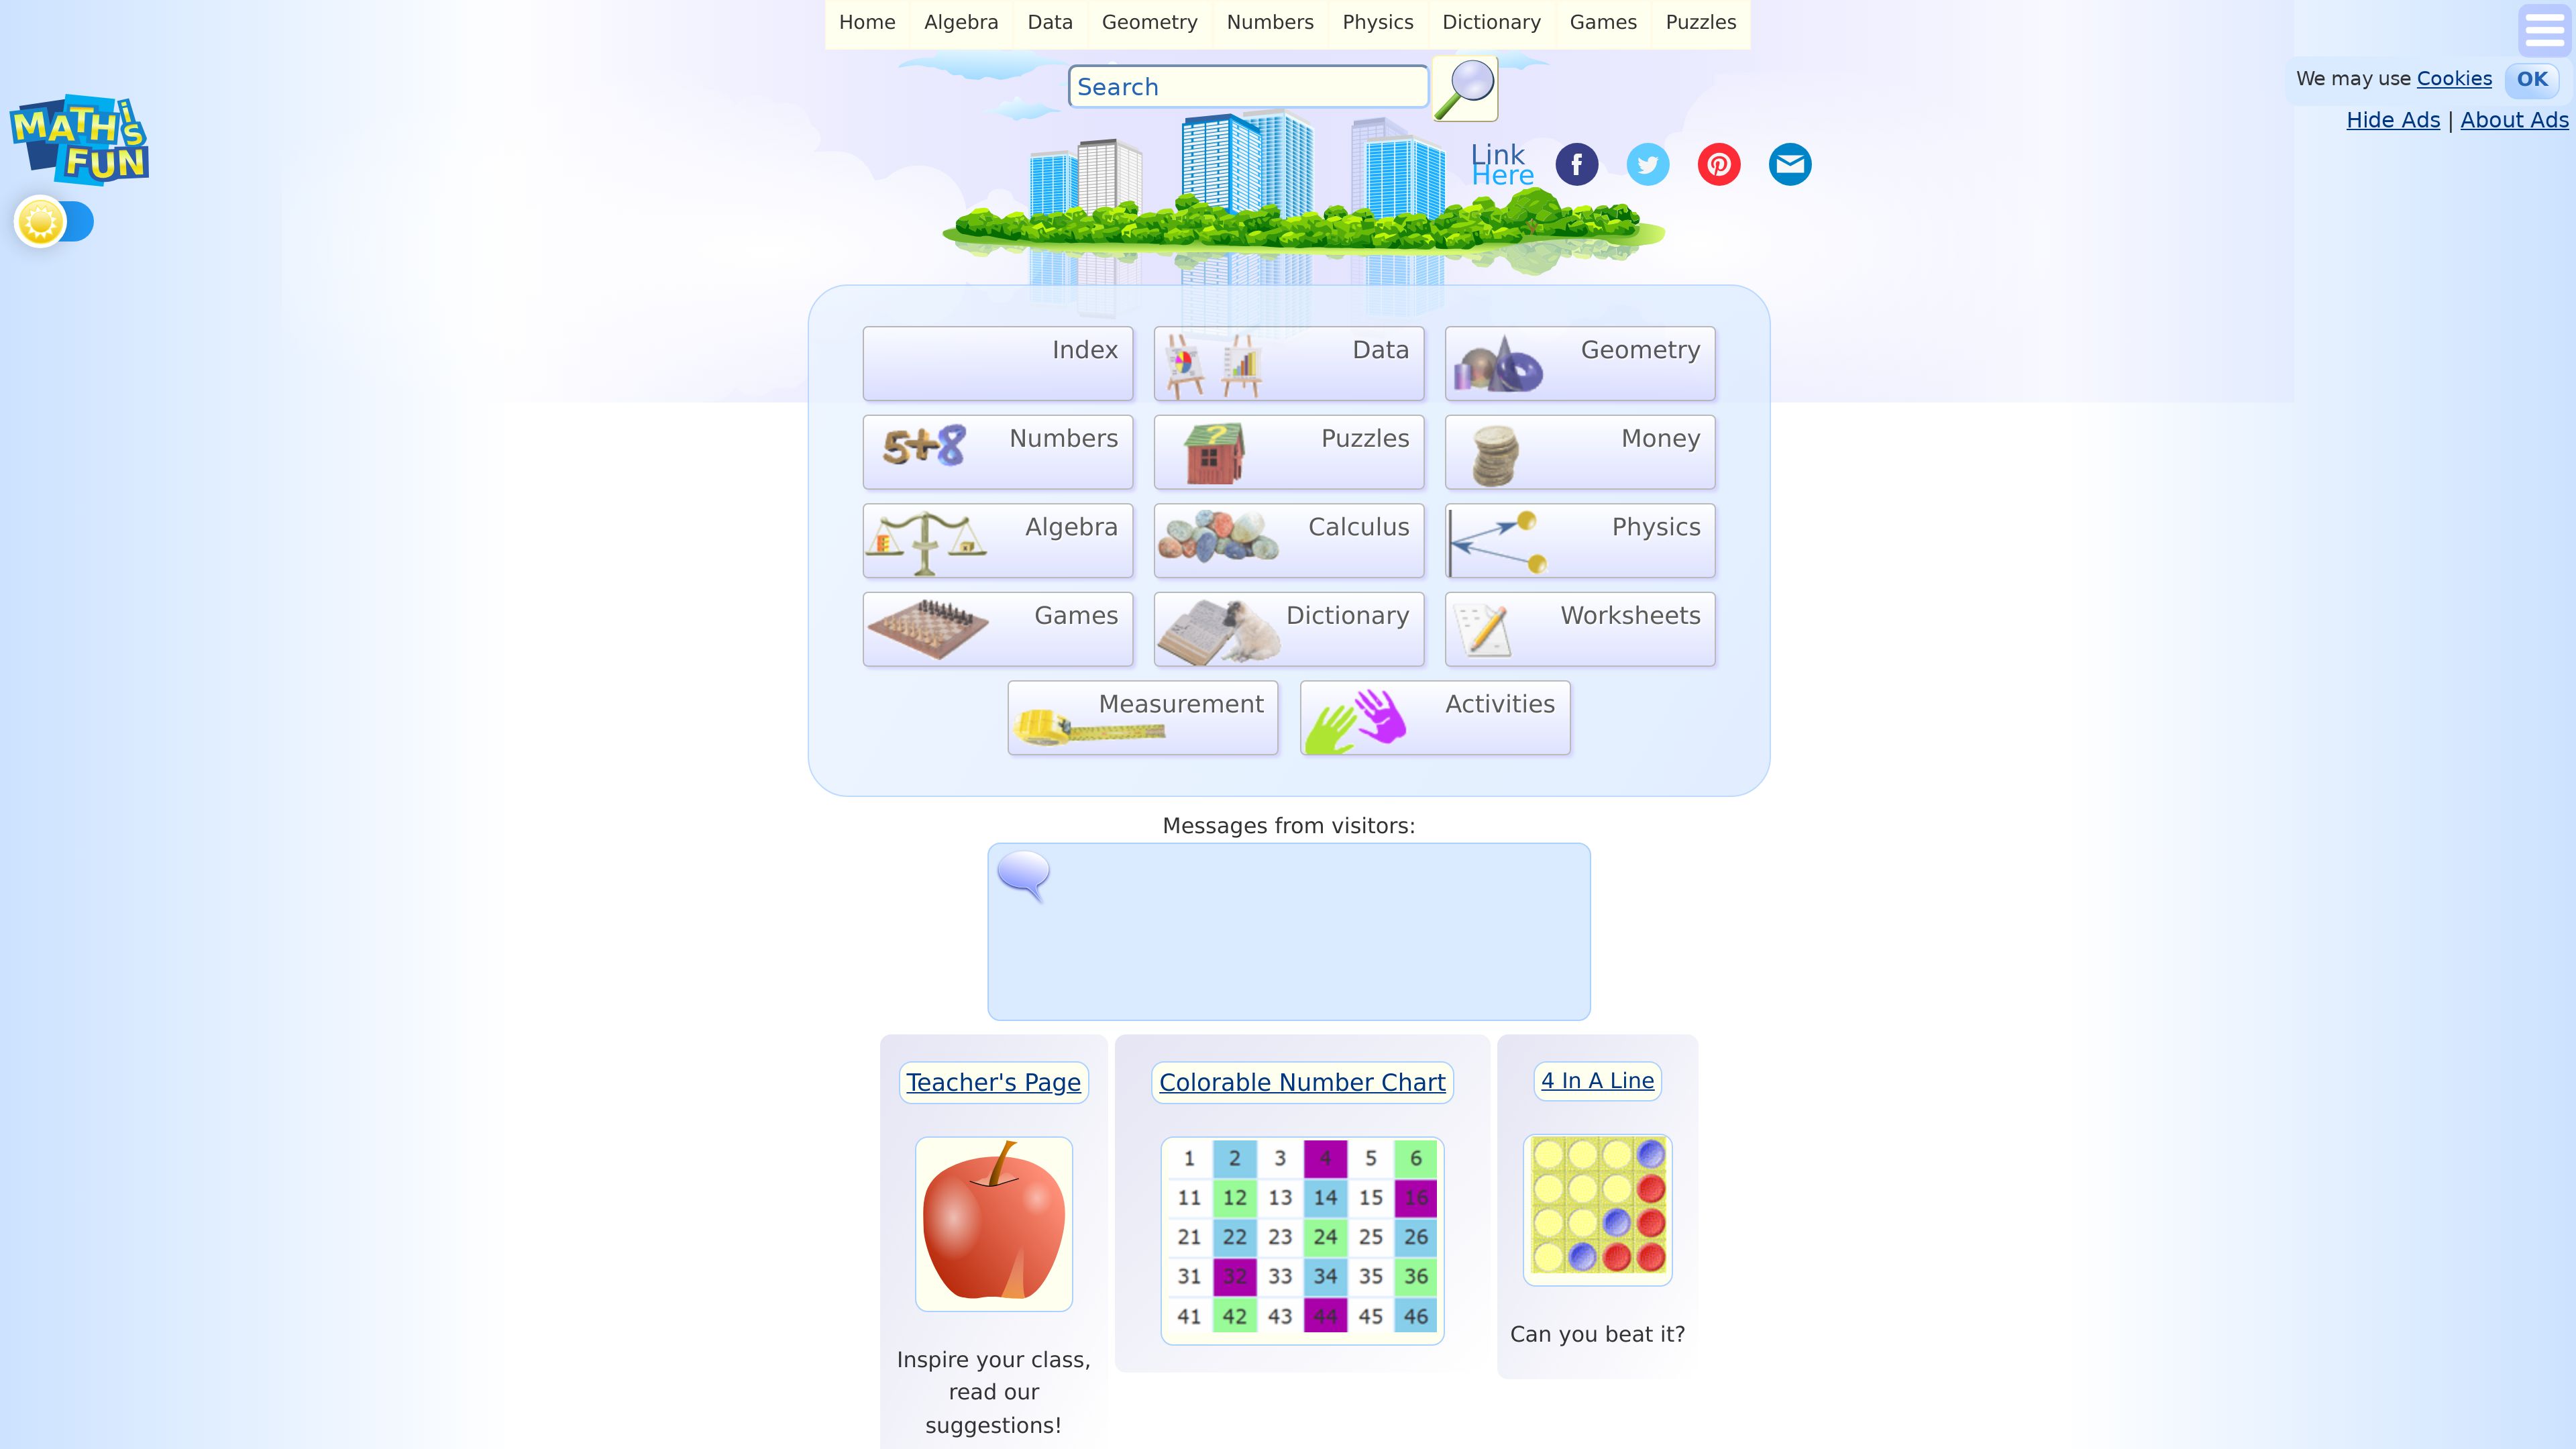 Home Algebra Data Geometry Numbers Physics Dictionary Games Puzzles
Search
We may use Cookies OK
Hide Ads | About Ads
MATH iS FUN
Link Here
Index Data Geometry
5+8 Numbers ? Puzzles Money
Algebra Calculus Physics
Games Dictionary Worksheets
Measurement Activities
Messages from visitors:
Teacher's Page
Inspire your class,
read our
suggestions!
Colorable Number Chart
1 2 3 4 5 6
11 12 13 14 15 16
21 22 23 24 25 26
31 32 33 34 35 36
41 42 43 44 45 46
4 In A Line
Can you beat it?